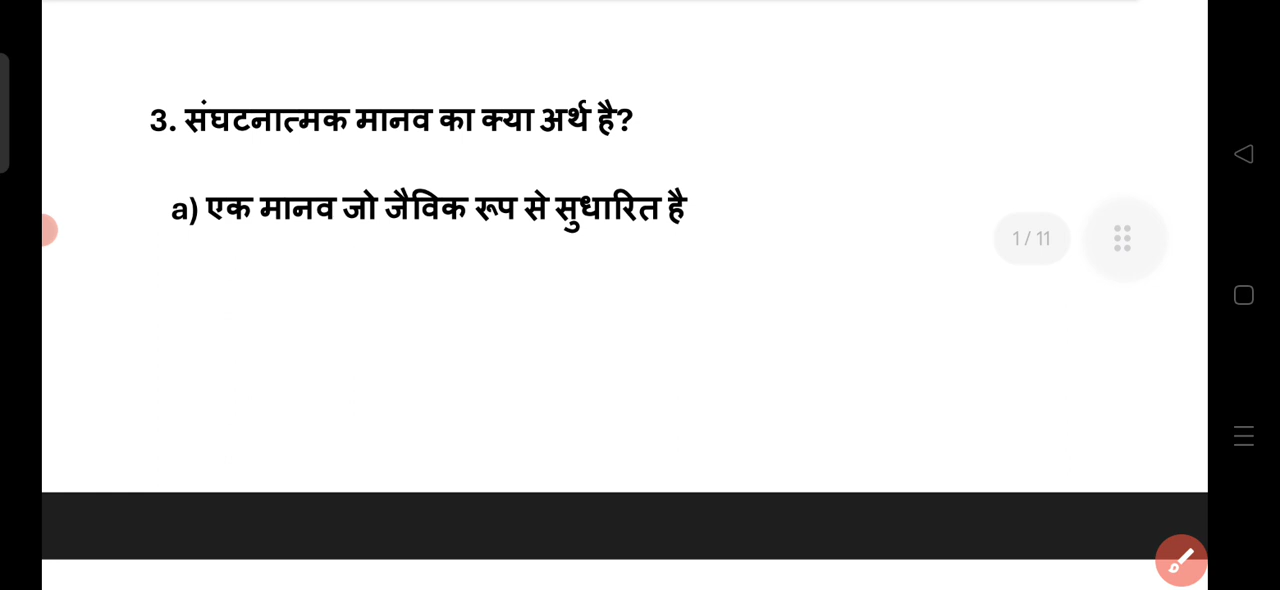 3. संघटनात्मक मानव का क्या अर्थ है?
a) एक मानव जो जैविक रूप से सुधारित है
1 / 11